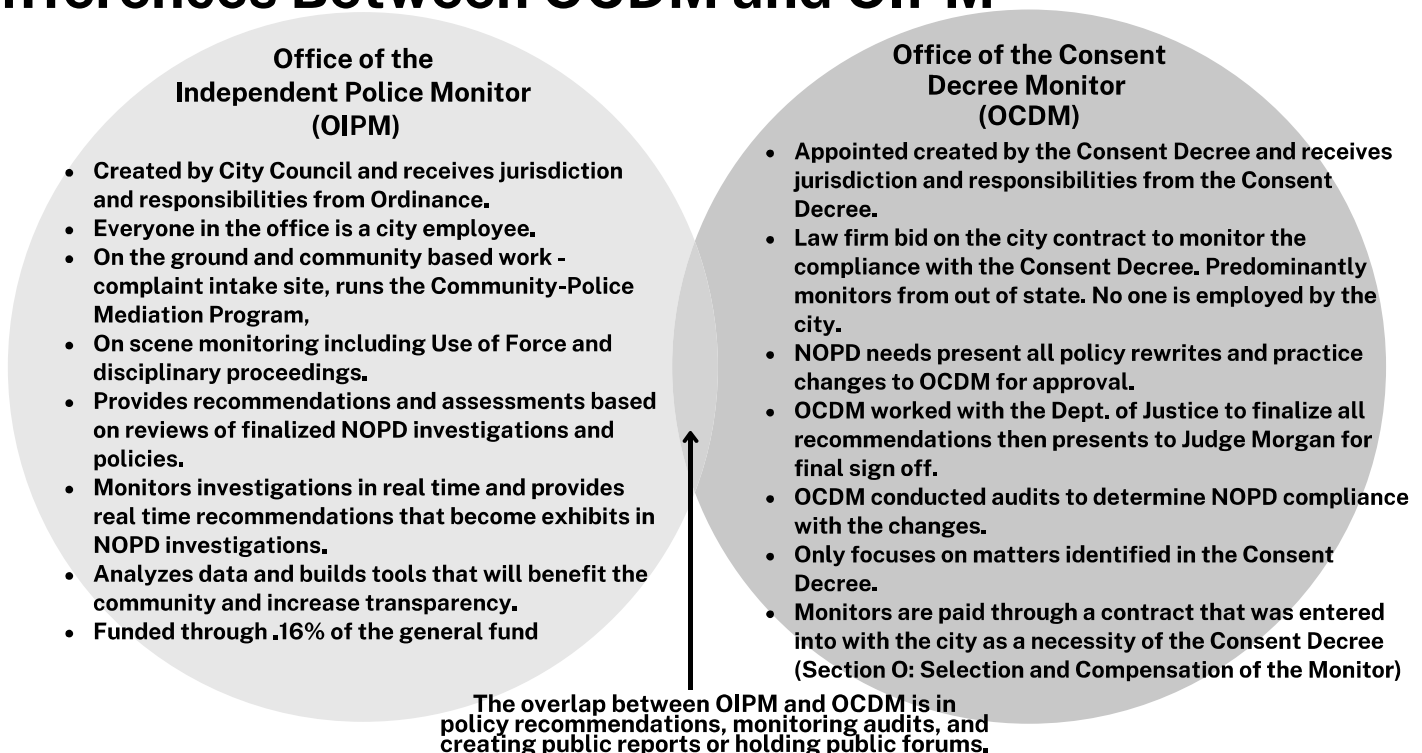 ifferences Between OCDM and OIPM
Office of the
Independent Police Monitor
(OIPM)
• Created by City Council and receives jurisdiction
and responsibilities from Ordinance.
• Everyone in the office is a city employee.
• On the ground and community based work -
complaint intake site, runs the Community-Police
Mediation Program,
• On scene monitoring including Use of Force and
disciplinary proceedings.
• Provides recommendations and assessments based
on reviews of finalized NOPD investigations and
policies.
• Monitors investigations in real time and provides
real time recommendations that become exhibits in
NOPD investigations.
• Analyzes data and builds tools that will benefit the
community and increase transparency.
• Funded through .16% of the general fund
Office of the Consent
Decree Monitor
(OCDM)
• Appointed created by the Consent Decree and receives
jurisdiction and responsibilities from the Consent
Decree.
• Law firm bid on the city contract to monitor the
compliance with the Consent Decree. Predominantly
monitors from out of state. No one is employed by the
city.
• NOPD needs present all policy rewrites and practice
changes to OCDM for approval.
• OCDM worked with the Dept. of Justice to finalize all
recommendations then presents to Judge Morgan for
final sign off.
• OCDM conducted audits to determine NOPD compliance
with the changes.
• Only focuses on matters identified in the Consent
Decree.
• Monitors are paid through a contract that was entered
into with the city as a necessity of the Consent Decree
(Section O: Selection and Compensation of the Monitor)
The overlap between OIPM and OCDM is in
policy recommendations, monitoring audits, and
creating public reports or holding public forums.